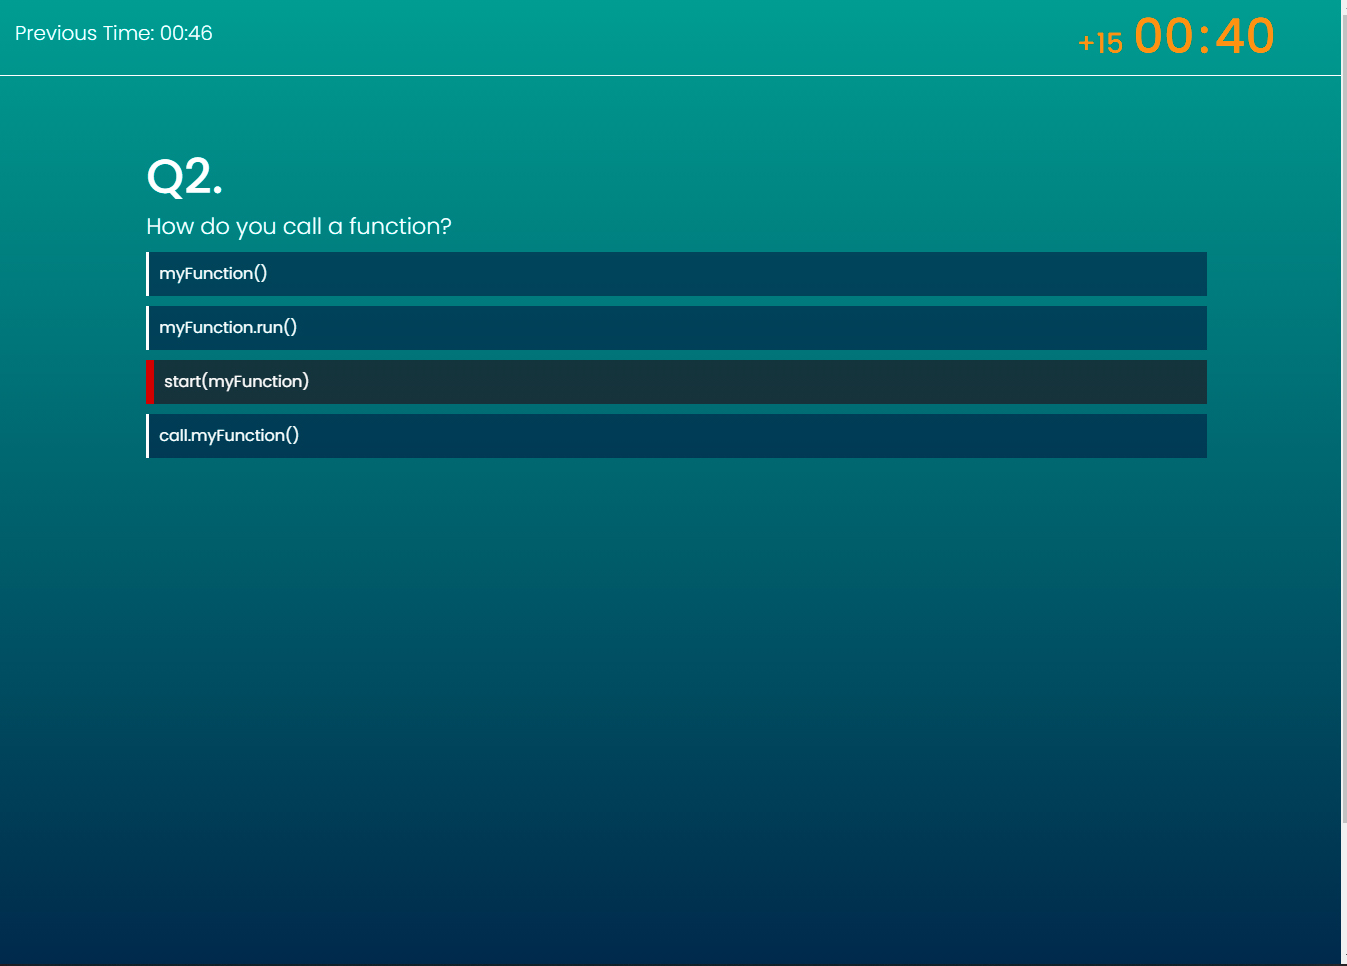 Previous Time: 00:46
+15 00:40
Q2.
How do you call a function?
myFunction()
myFunction.run()
start(myFunction)
call.myFunction()